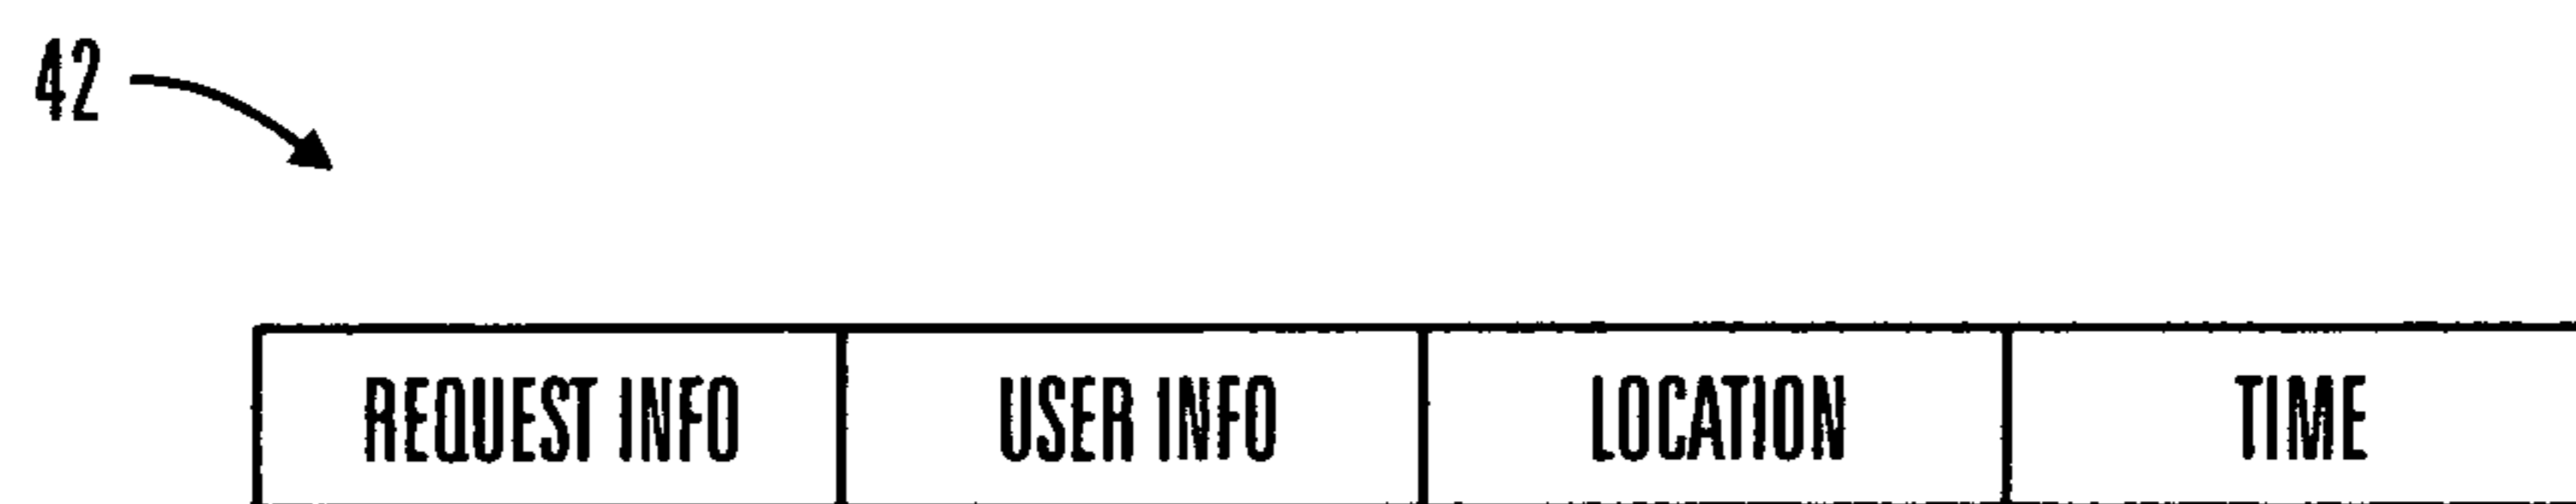 42
REQUEST INFO USER INFO LOCATION TIME